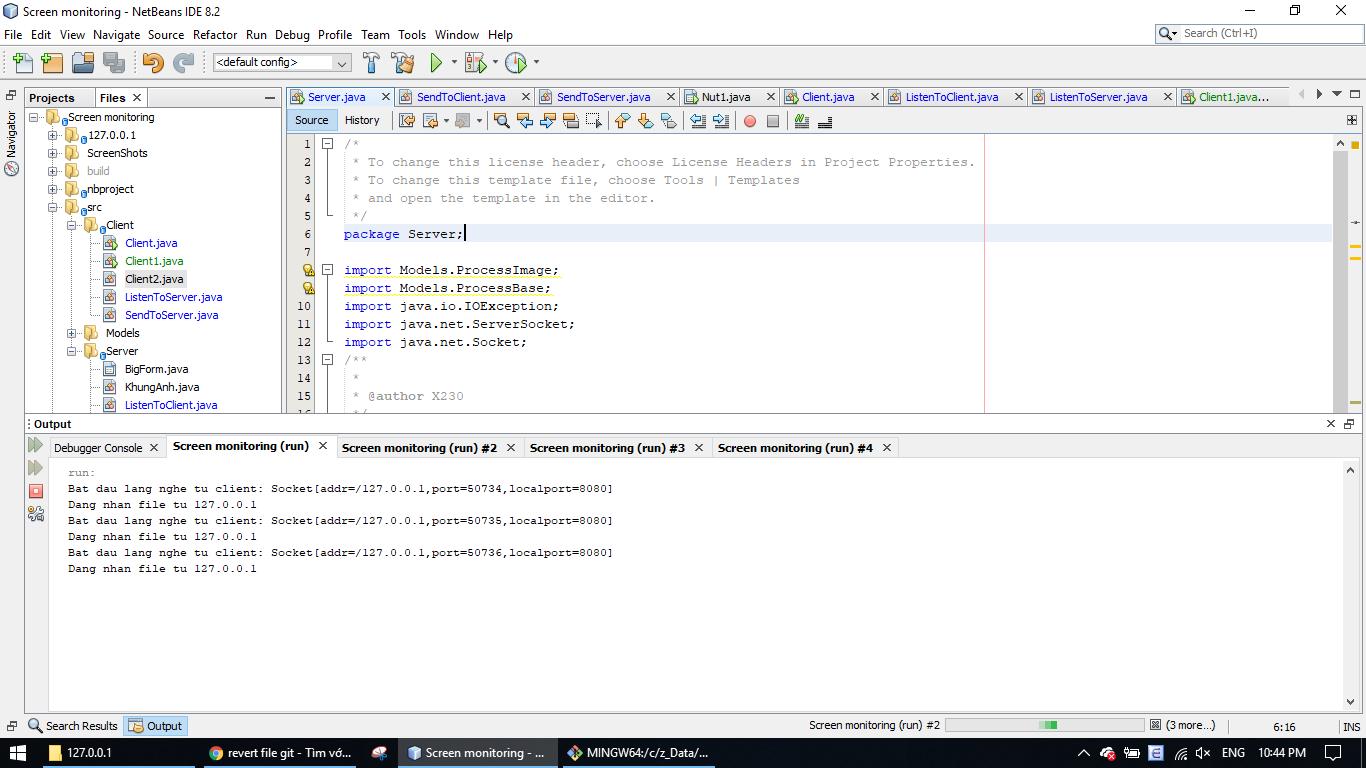 Screen monitoring - NetBeans IDE 8.2
File Edit View Navigate Source Refactor Run Debug Profile Team Tools Window Help
Search (Ctrl+I)
<default config>
Projects
Files
Navigator
Server.java
SendToClient.java
SendToServer.java
Nut1.java
Client.java
ListenToClient.java
ListenToServer.java
Client1.java...
Source
History
Screen monitoring
127.0.0.1
ScreenShots
build
nbproject
src
Client
Client.java
Client1.java
Client2.java
ListenToServer.java
SendToServer.java
Models
Server
BigForm.java
KhungAnh.java
ListenToClient.java
1 /*
2 * To change this license header, choose License Headers in Project Properties.
3 * To change this template file, choose Tools | Templates
4 * and open the template in the editor.
5 */
6 package Server;
7
import Models.ProcessImage;
import Models.ProcessBase;
10 import java.io.IOException;
11 import java.net.ServerSocket;
12 import java.net.Socket;
13 /**
14 *
15 * @author X230
16 */
Output
Debugger Console
Screen monitoring (run)
Screen monitoring (run) #2
Screen monitoring (run) #3
Screen monitoring (run) #4
run:
Bat dau lang nghe tu client: Socket[addr=/127.0.0.1,port=50734,localport=8080]
Dang nhan file tu 127.0.0.1
Bat dau lang nghe tu client: Socket[addr=/127.0.0.1,port=50735,localport=8080]
Dang nhan file tu 127.0.0.1
Bat dau lang nghe tu client: Socket[addr=/127.0.0.1,port=50736,localport=8080]
Dang nhan file tu 127.0.0.1
Search Results
Output
Screen monitoring (run) #2
(3 more...)
6:16
INS
127.0.0.1
revert file git - Tìm vớ...
Screen monitoring - ...
MINGW64:/c/z_Data/...
ENG
10:44 PM